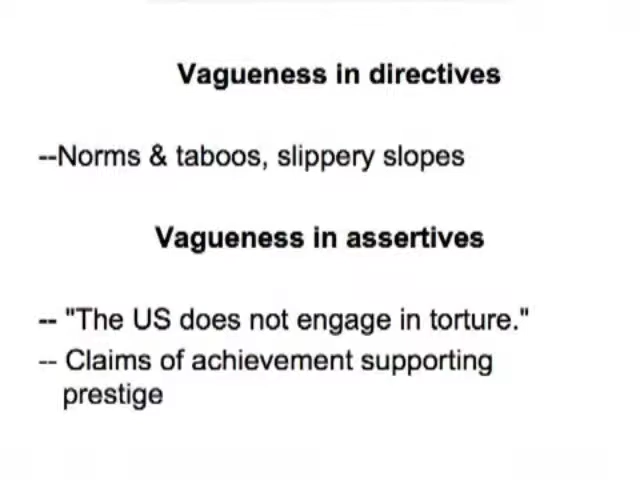 Vagueness in directives
--Norms & taboos, slippery slopes
Vagueness in assertives
-- "The US does not engage in torture."
-- Claims of achievement supporting
prestige